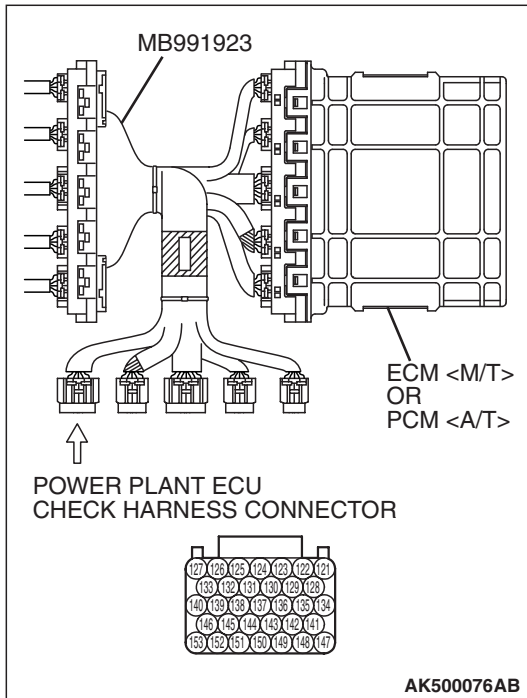 MB991923
ECM <M/T>
OR
PCM <A/T>
POWER PLANT ECU
CHECK HARNESS CONNECTOR
127 126 125 124 123 122 121
133 132 131 130 129 128
140 139 138 137 136 135 134
146 145 144 143 142 141
153 152 151 150 149 148 147
AK500076AB